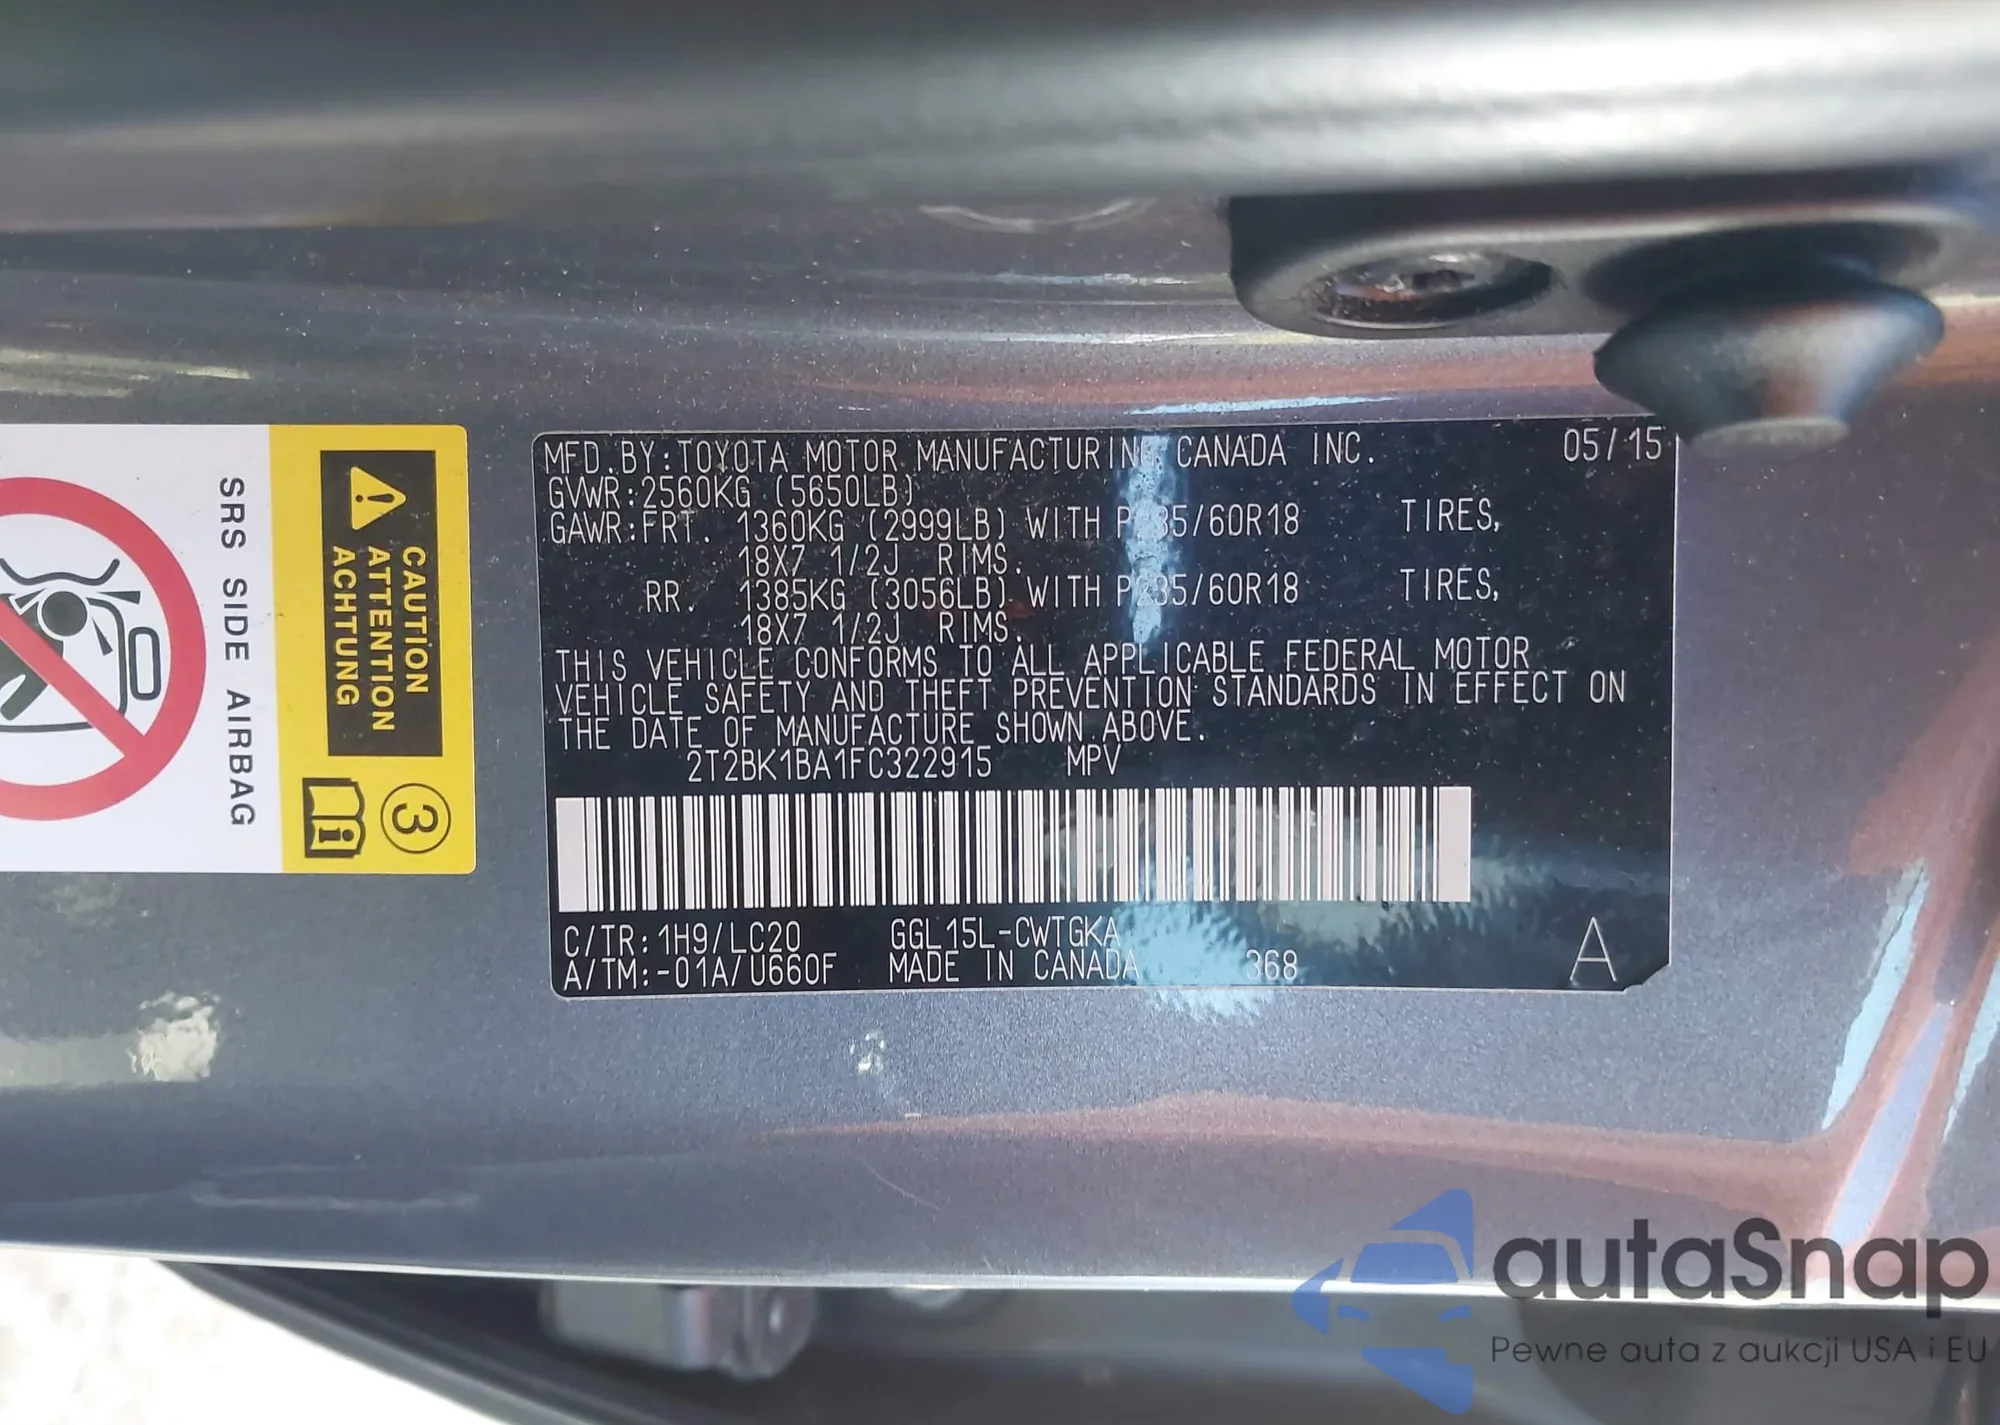 SRS SIDE AIRBAG
CAUTION
ATTENTION
ACHTUNG
3
MFD. BY: TOYOTA MOTOR MANUFACTURING CANADA INC. 05/15
GVWR: 2560KG (5650LB)
GAWR: FRT. 1360KG (2999LB) WITH P235/60R18 TIRES,
18X7 1/2J RIMS.
RR. 1385KG (3056LB) WITH P235/60R18 TIRES,
18X7 1/2J RIMS.
THIS VEHICLE CONFORMS TO ALL APPLICABLE FEDERAL MOTOR
VEHICLE SAFETY AND THEFT PREVENTION STANDARDS IN EFFECT ON
THE DATE OF MANUFACTURE SHOWN ABOVE.
2T2BK1BA1FC322915 MPV
C/TR: 1H9/LC20 GGL15L-CWTGKA
A/TM: -01A/U660F MADE IN CANADA 368 A
autaSnap
Pewne auta z aukcji USA i EU